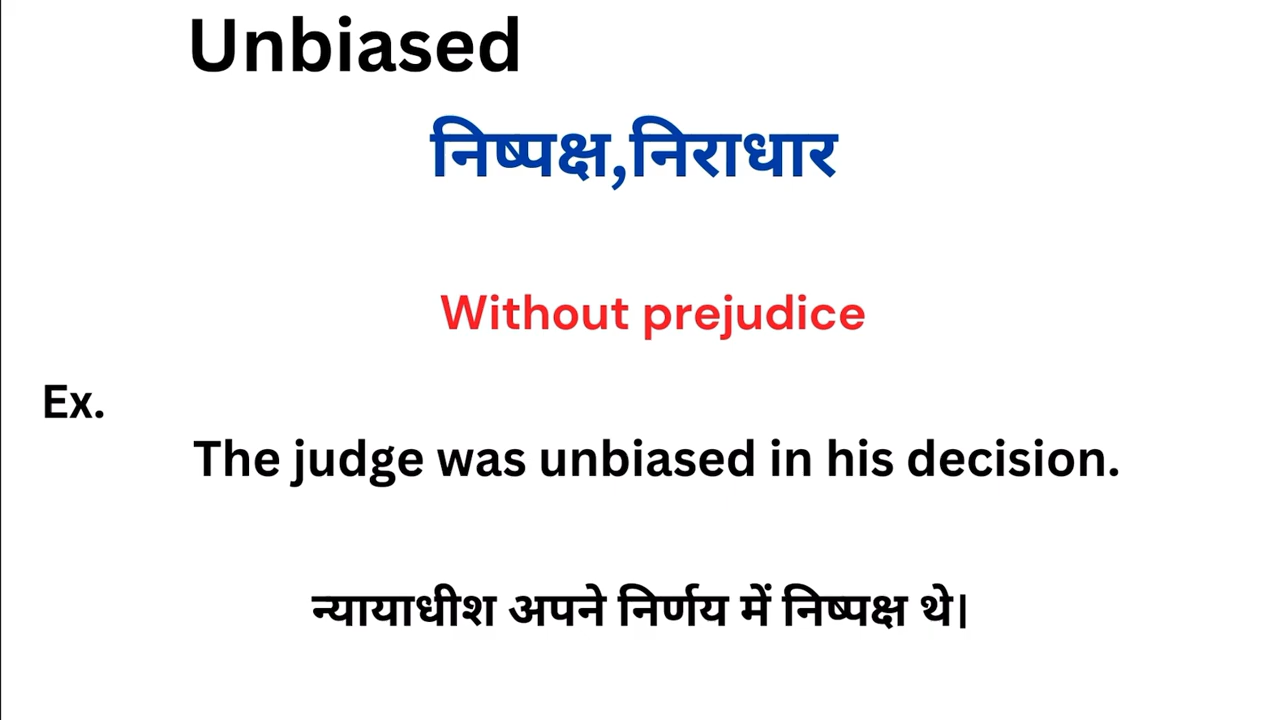 Unbiased
निष्पक्ष,निराधार
Without prejudice
Ex.
The judge was unbiased in his decision.
न्यायाधीश अपने निर्णय में निष्पक्ष थे।